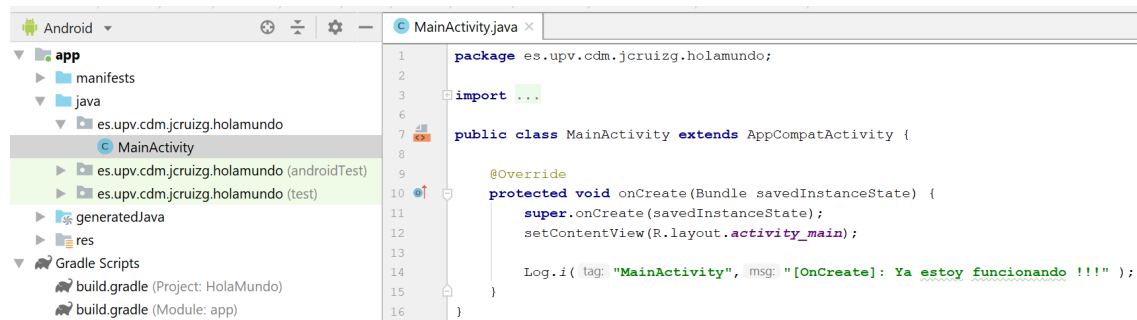 Android
app
manifests
java
es.upv.cdm.jcruizg.holamundo
MainActivity
es.upv.cdm.jcruizg.holamundo (androidTest)
es.upv.cdm.jcruizg.holamundo (test)
generatedJava
res
Gradle Scripts
build.gradle (Project: HolaMundo)
build.gradle (Module: app)
MainActivity.java
1 package es.upv.cdm.jcruizg.holamundo;
2
3 import ...
6
7 public class MainActivity extends AppCompatActivity {
8
9 @Override
10 protected void onCreate(Bundle savedInstanceState) {
11 super.onCreate(savedInstanceState);
12 setContentView(R.layout.activity_main);
13
14 Log.i( tag: "MainActivity", msg: "[OnCreate]: Ya estoy funcionando !!!" );
15 }
16 }